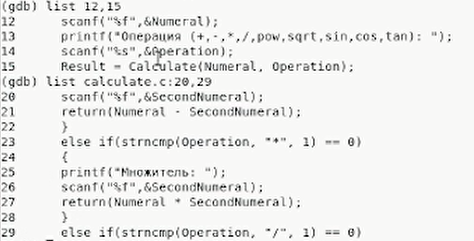 (gdb) list 12,15
12 scanf("%f",&Numeral);
13 printf("Операция (+,-,*,/,pow,sqrt,sin,cos,tan): ");
14 scanf("%s",&Operation);
15 Result = Calculate(Numeral, Operation);
(gdb) list calculate.c:20,29
20 scanf("%f",&SecondNumeral);
21 return(Numeral - SecondNumeral);
22 }
23 else if(strncmp(Operation, "*", 1) == 0)
24 {
25 printf("Множитель: ");
26 scanf("%f",&SecondNumeral);
27 return(Numeral * SecondNumeral);
28 }
29 else if(strncmp(Operation, "/", 1) == 0)